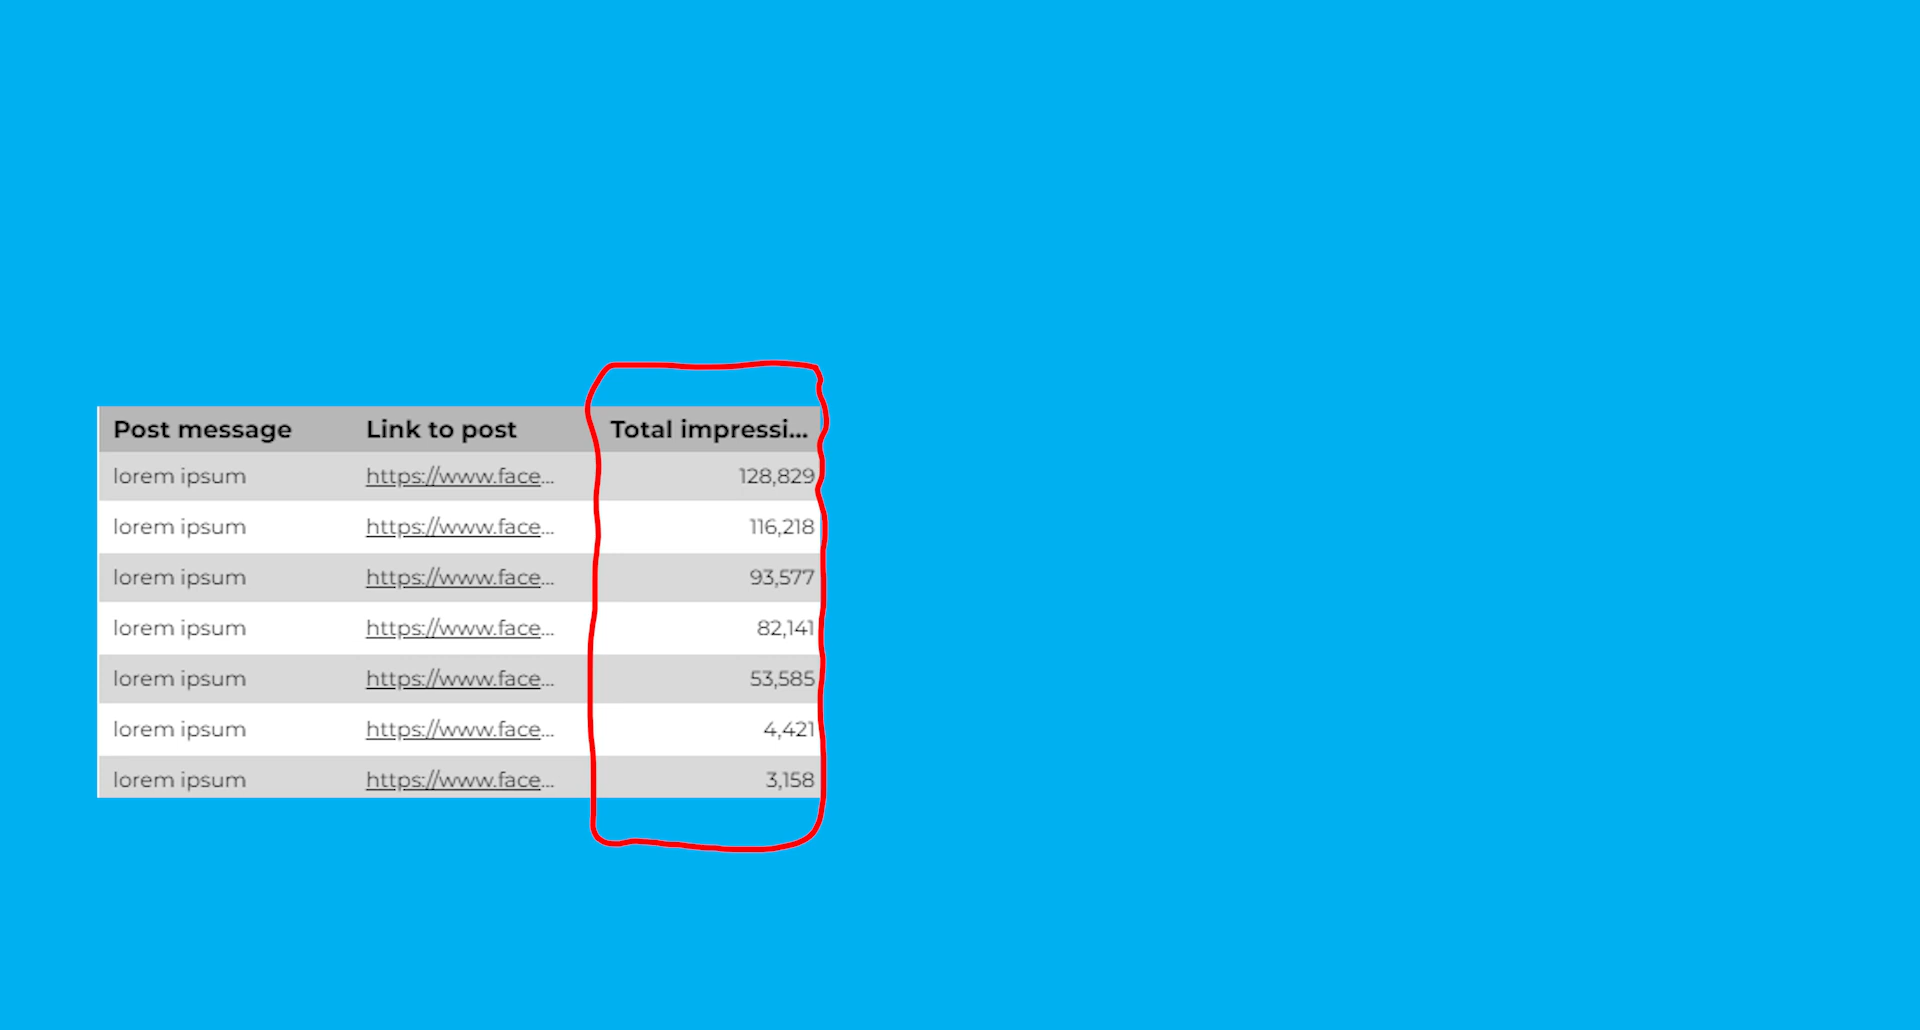 Post message Link to post Total impressi...
lorem ipsum https://www.face... 128,829
lorem ipsum https://www.face... 116,218
lorem ipsum https://www.face... 93,577
lorem ipsum https://www.face... 82,141
lorem ipsum https://www.face... 53,585
lorem ipsum https://www.face... 4,421
lorem ipsum https://www.face... 3,158